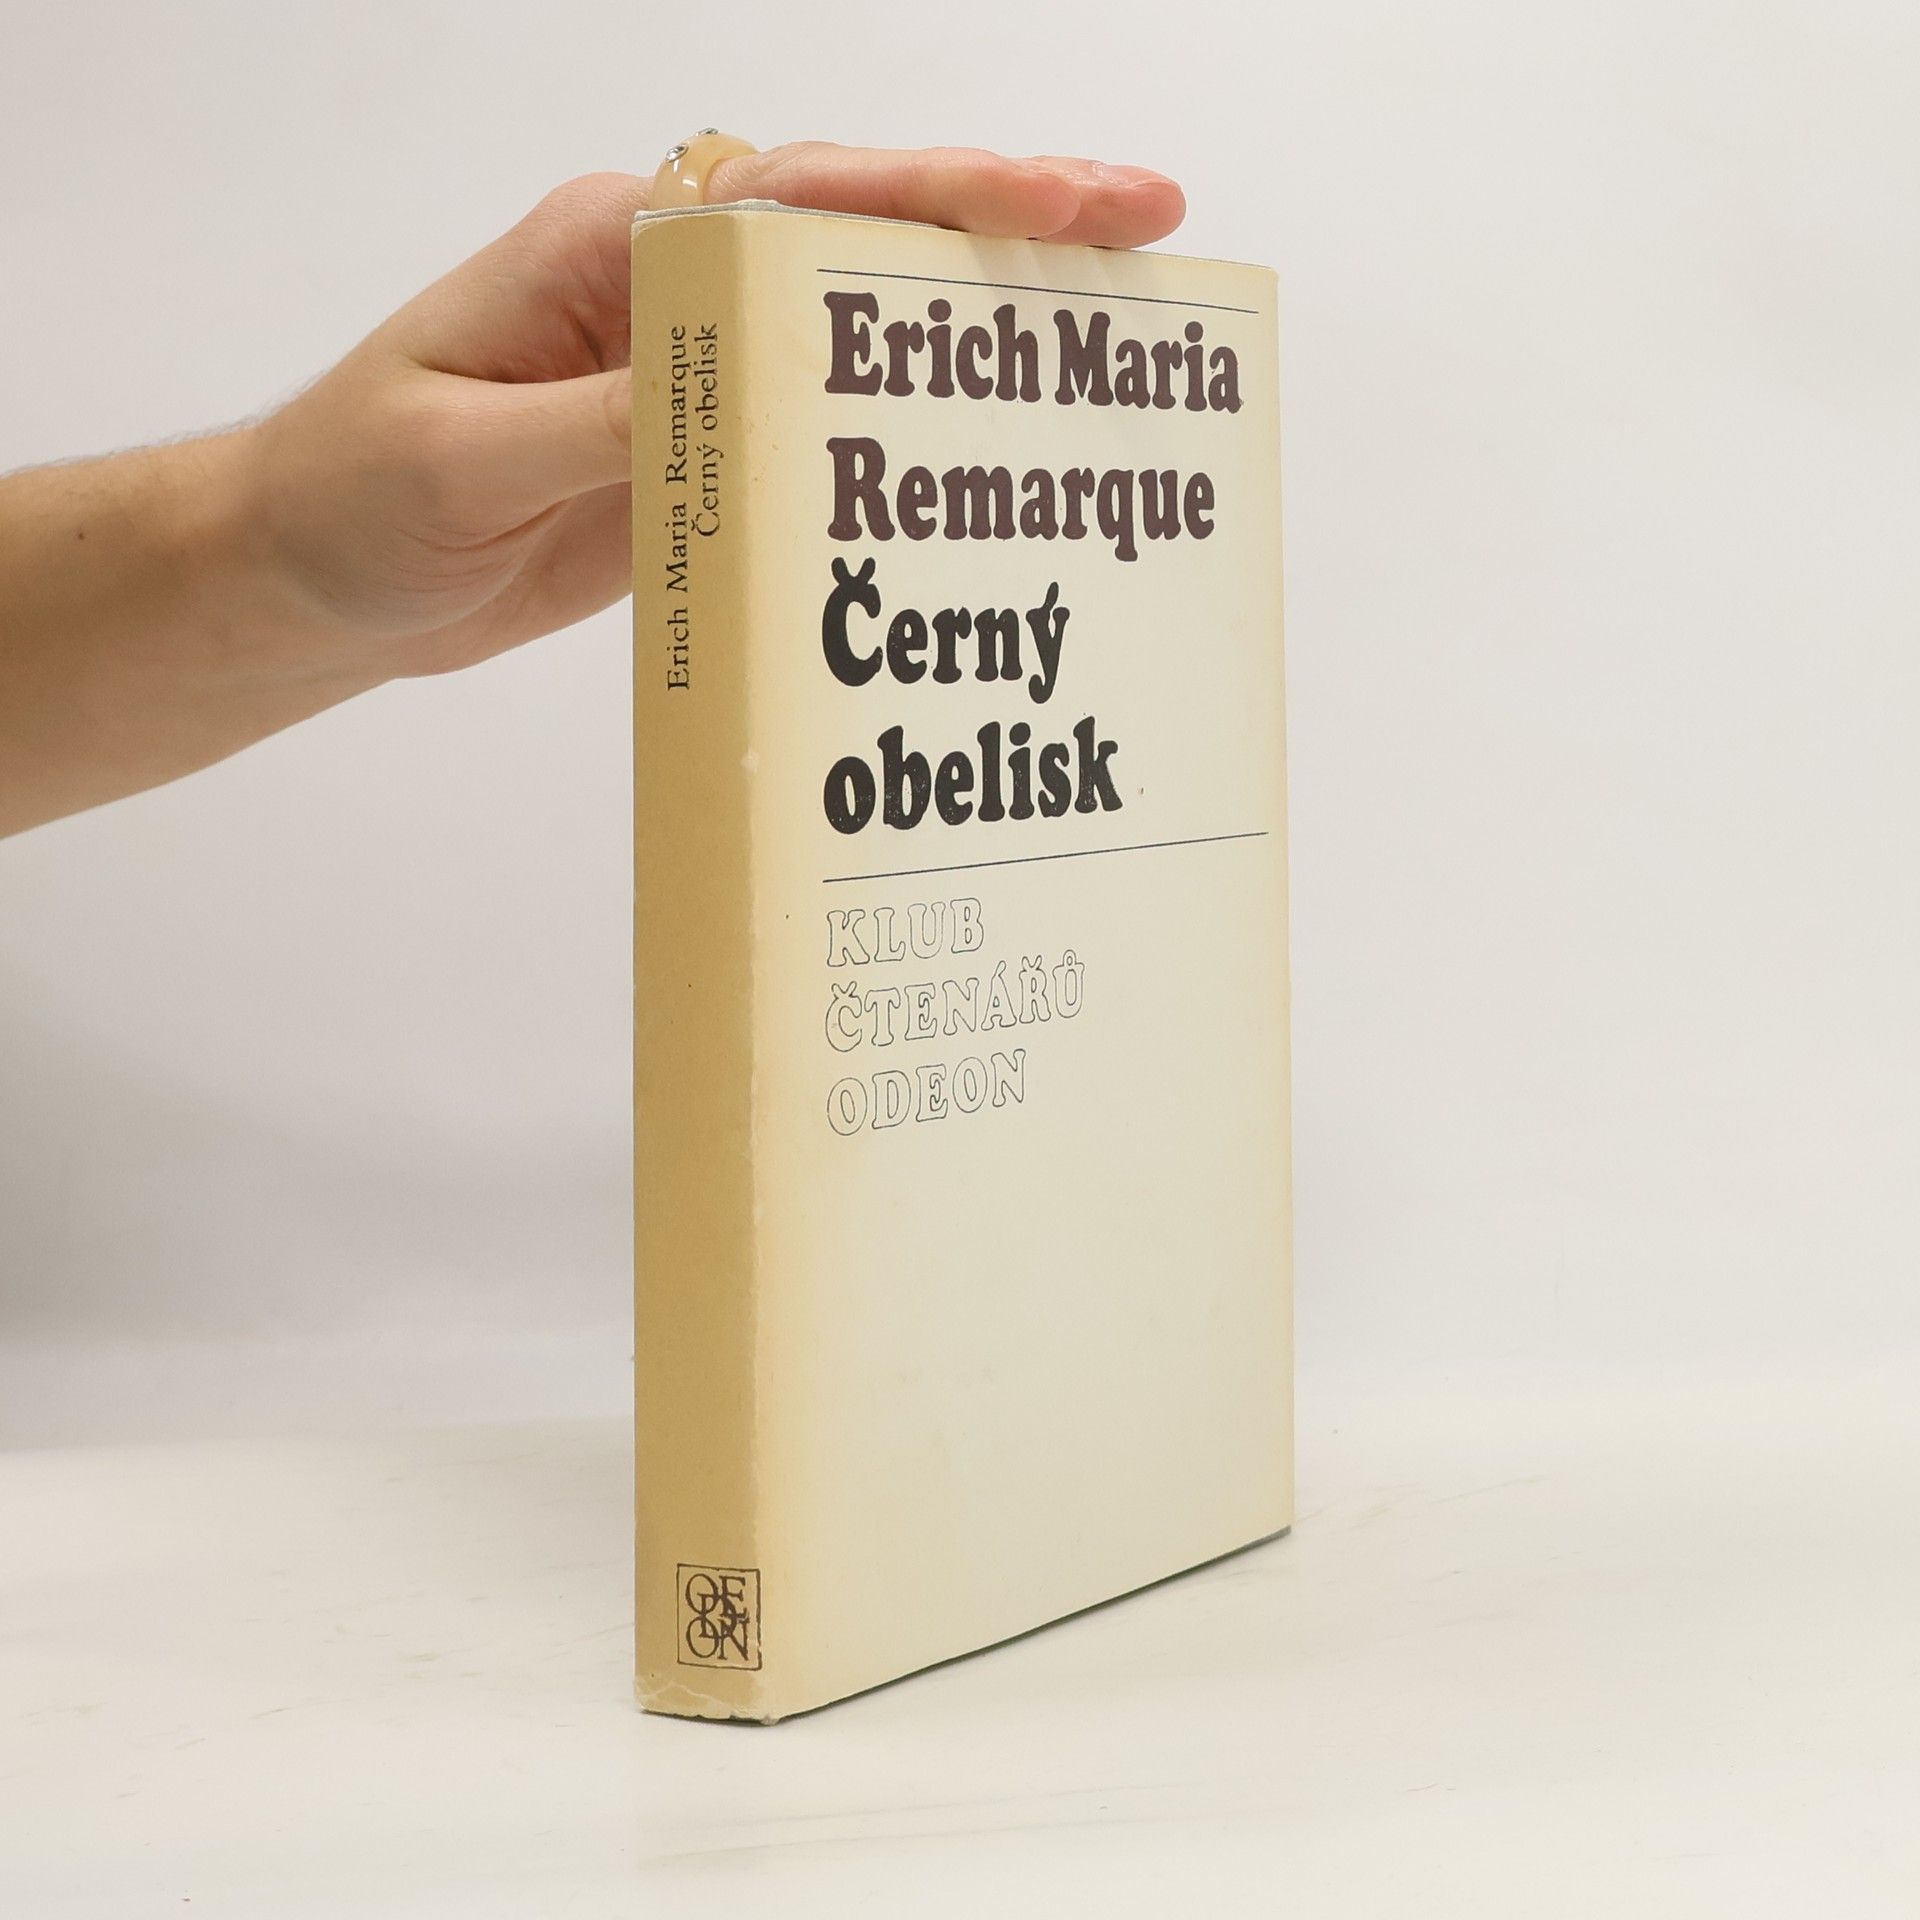 Erich Maria
Remarque
Černý
obelisk
KLUB
ČTENÁŘŮ
ODEON
Erich Maria Remarque
Černý obelisk
ODEON